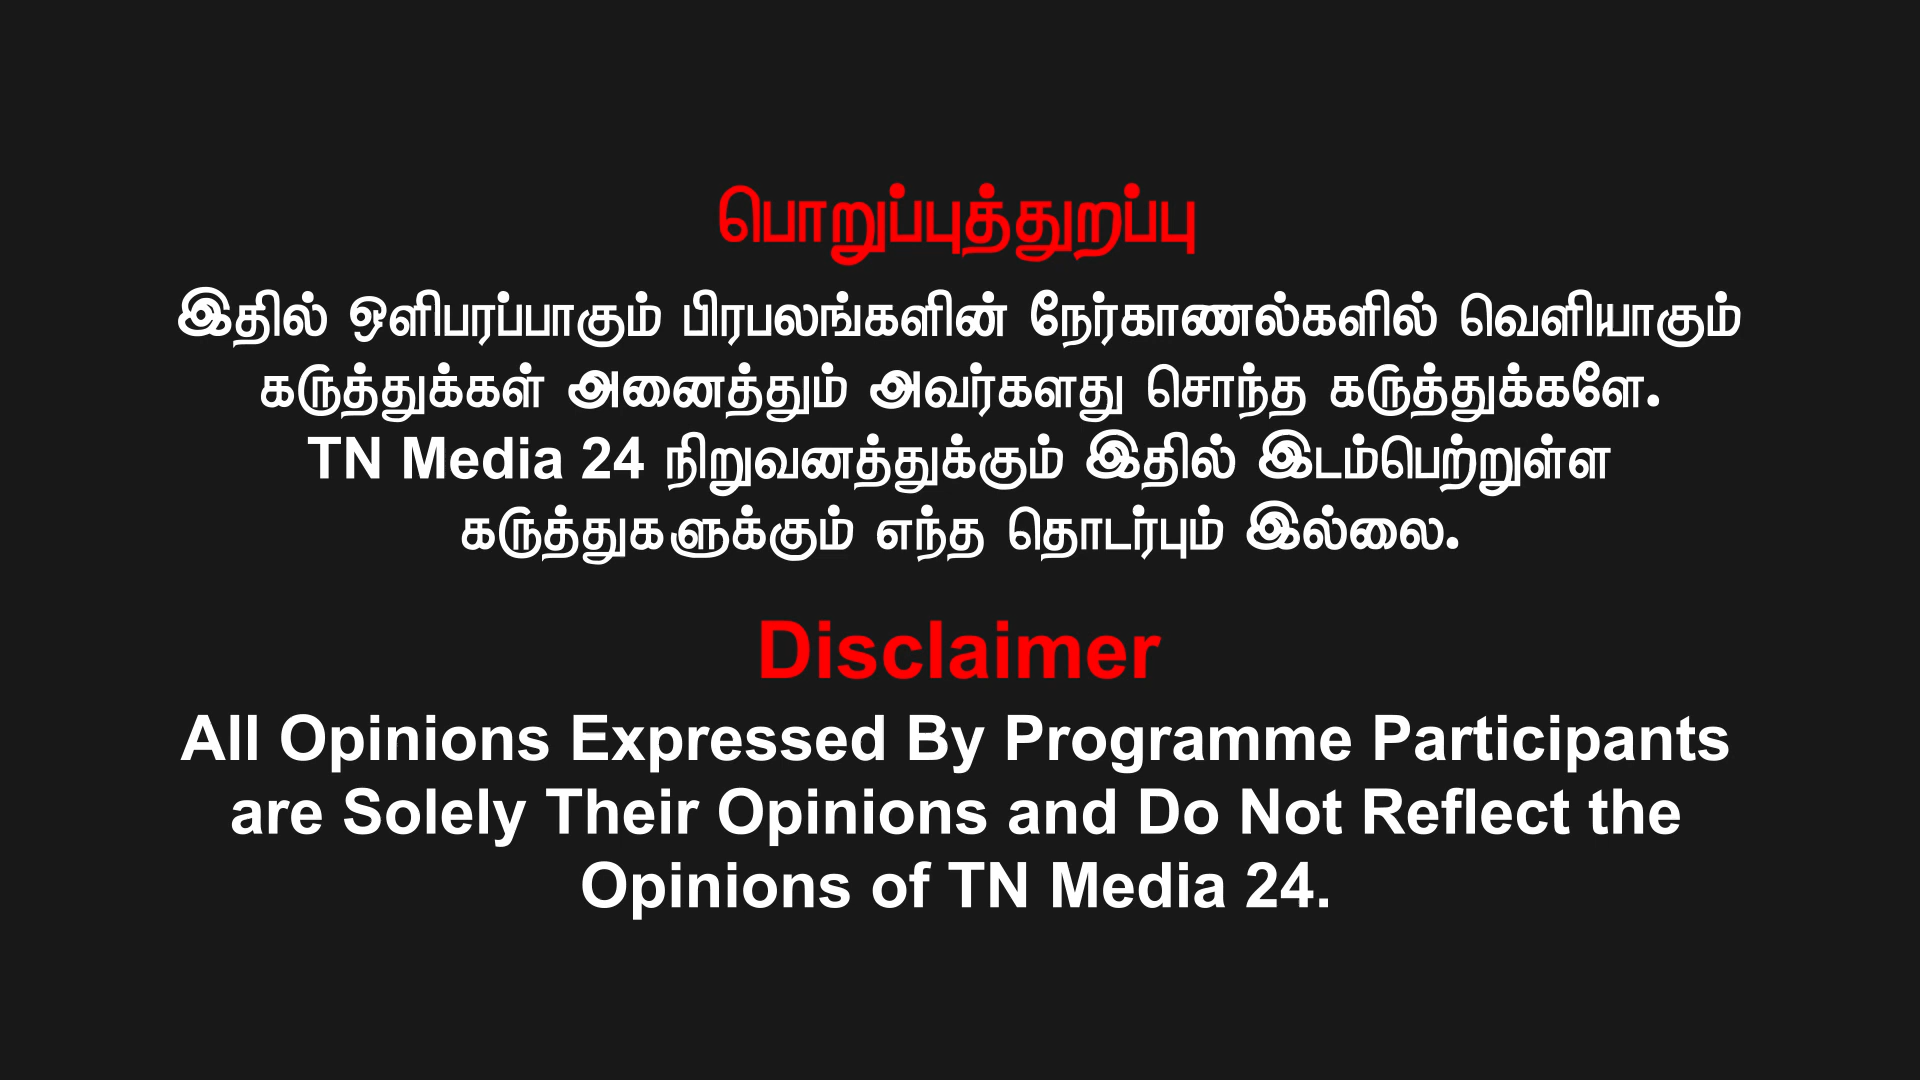 பொறுப்புத்துறப்பு
இதில் ஒளிபரப்பாகும் பிரபலங்களின் நேர்காணல்களில் வெளியாகும்
கருத்துக்கள் அனைத்தும் அவர்களது சொந்த கருத்துக்களே.
TN Media 24 நிறுவனத்துக்கும் இதில் இடம்பெற்றுள்ள
கருத்துகளுக்கும் எந்த தொடர்பும் இல்லை.
Disclaimer
All Opinions Expressed By Programme Participants
are Solely Their Opinions and Do Not Reflect the
Opinions of TN Media 24.